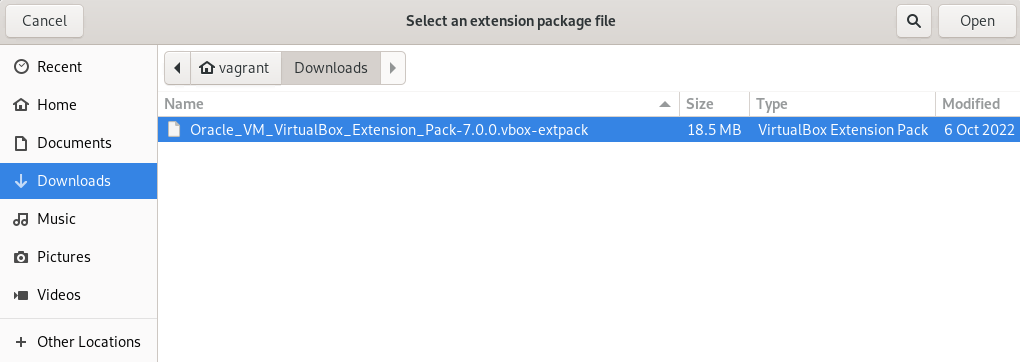 Cancel Select an extension package file Open
Recent
Home
Documents
Downloads
Music
Pictures
Videos
Other Locations
vagrant Downloads
Name Size Type Modified
Oracle_VM_VirtualBox_Extension_Pack-7.0.0.vbox-extpack 18.5 MB VirtualBox Extension Pack 6 Oct 2022